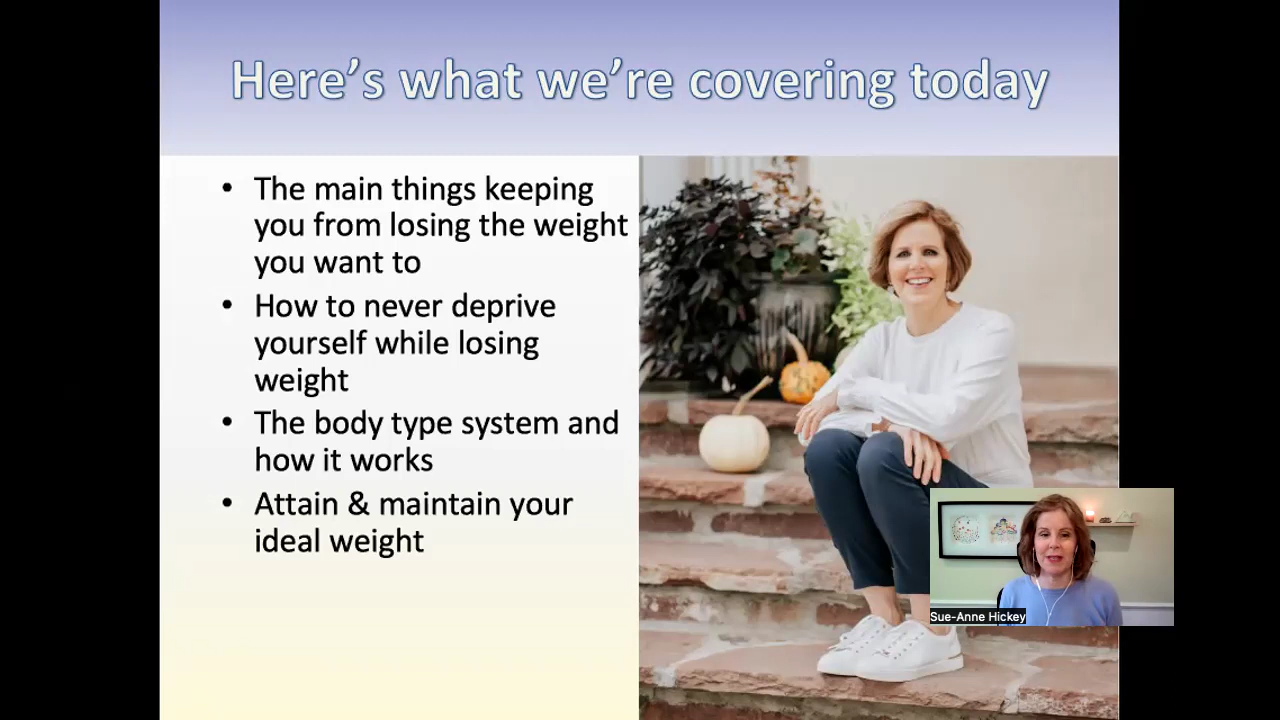 Here’s what we’re covering today
• The main things keeping
you from losing the weight
you want to
• How to never deprive
yourself while losing
weight
• The body type system and
how it works
• Attain & maintain your
ideal weight
Sue-Anne Hickey